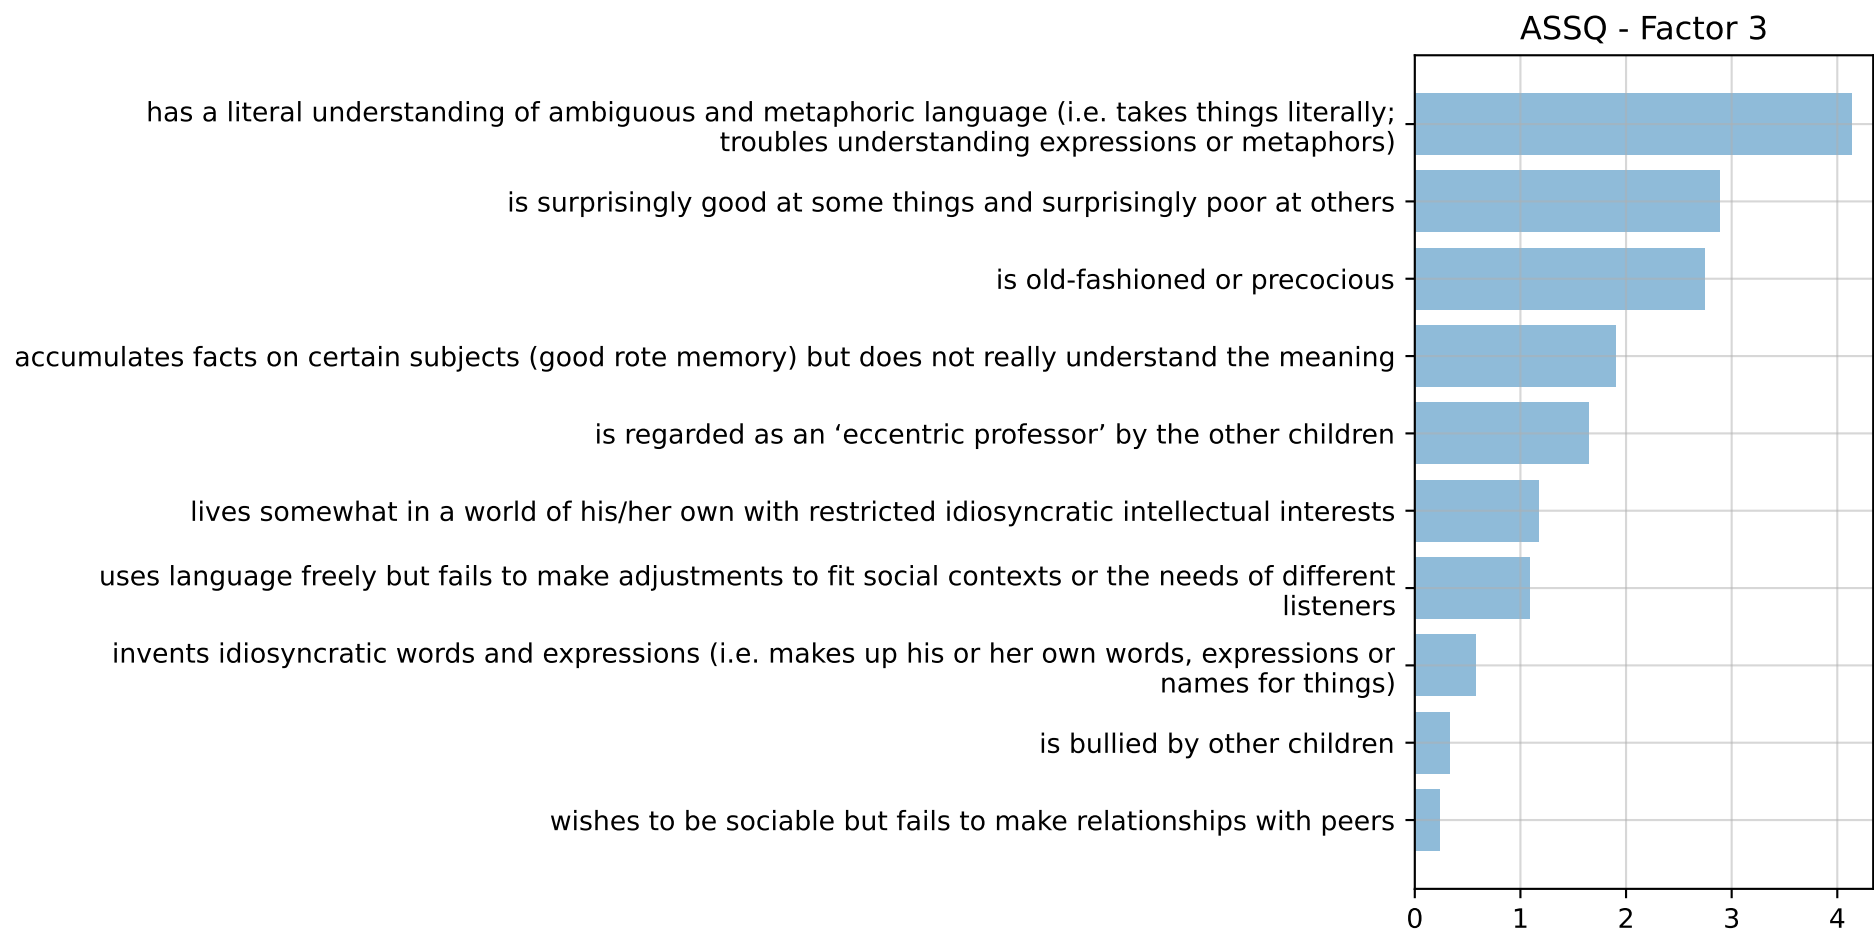 ASSQ - Factor 3
has a literal understanding of ambiguous and metaphoric language (i.e. takes things literally;
troubles understanding expressions or metaphors)
is surprisingly good at some things and surprisingly poor at others
is old-fashioned or precocious
accumulates facts on certain subjects (good rote memory) but does not really understand the meaning
is regarded as an ‘eccentric professor’ by the other children
lives somewhat in a world of his/her own with restricted idiosyncratic intellectual interests
uses language freely but fails to make adjustments to fit social contexts or the needs of different
listeners
invents idiosyncratic words and expressions (i.e. makes up his or her own words, expressions or
names for things)
is bullied by other children
wishes to be sociable but fails to make relationships with peers
0 1 2 3 4